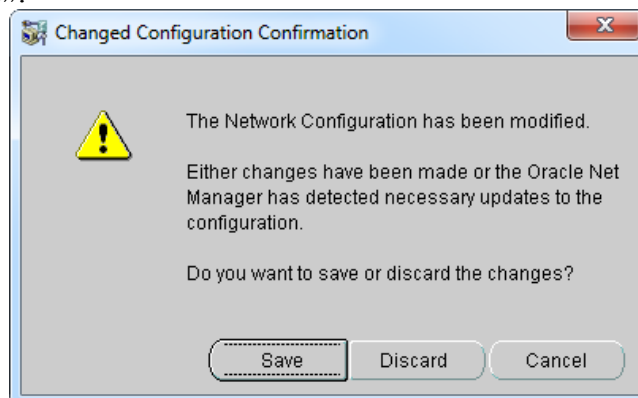 Changed Configuration Confirmation
The Network Configuration has been modified.
Either changes have been made or the Oracle Net
Manager has detected necessary updates to the
configuration.
Do you want to save or discard the changes?
Save Discard Cancel